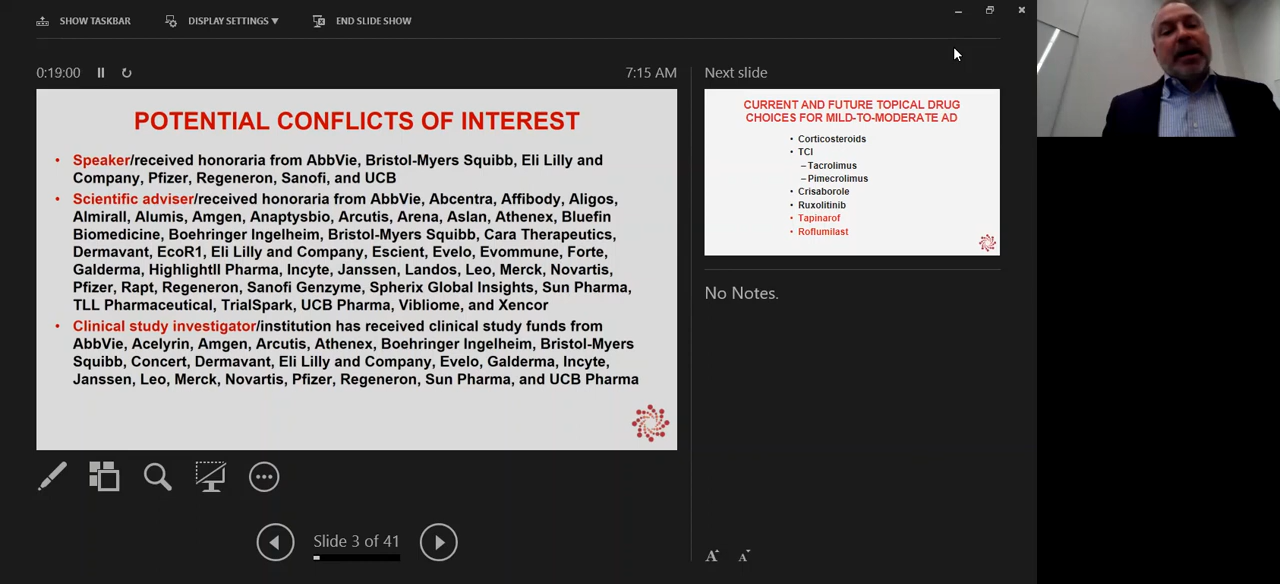 SHOW TASKBAR
DISPLAY SETTINGS ▼
END SLIDE SHOW
0:19:00
7:15 AM
POTENTIAL CONFLICTS OF INTEREST
• Speaker/received honoraria from AbbVie, Bristol-Myers Squibb, Eli Lilly and
Company, Pfizer, Regeneron, Sanofi, and UCB
• Scientific adviser/received honoraria from AbbVie, Abcentra, Affibody, Aligos,
Almirall, Alumis, Amgen, Anaptysbio, Arcutis, Arena, Aslan, Athenex, Bluefin
Biomedicine, Boehringer Ingelheim, Bristol-Myers Squibb, Cara Therapeutics,
Dermavant, EcoR1, Eli Lilly and Company, Escient, Evelo, Evommune, Forte,
Galderma, HighlightII Pharma, Incyte, Janssen, Landos, Leo, Merck, Novartis,
Pfizer, Rapt, Regeneron, Sanofi Genzyme, Spherix Global Insights, Sun Pharma,
TLL Pharmaceutical, TrialSpark, UCB Pharma, Vibliome, and Xencor
• Clinical study investigator/institution has received clinical study funds from
AbbVie, Acelyrin, Amgen, Arcutis, Athenex, Boehringer Ingelheim, Bristol-Myers
Squibb, Concert, Dermavant, Eli Lilly and Company, Evelo, Galderma, Incyte,
Janssen, Leo, Merck, Novartis, Pfizer, Regeneron, Sun Pharma, and UCB Pharma
Slide 3 of 41
Next slide
CURRENT AND FUTURE TOPICAL DRUG
CHOICES FOR MILD-TO-MODERATE AD
• Corticosteroids
• TCI
– Tacrolimus
– Pimecrolimus
• Crisaborole
• Ruxolitinib
• Tapinarof
• Roflumilast
No Notes.
A A